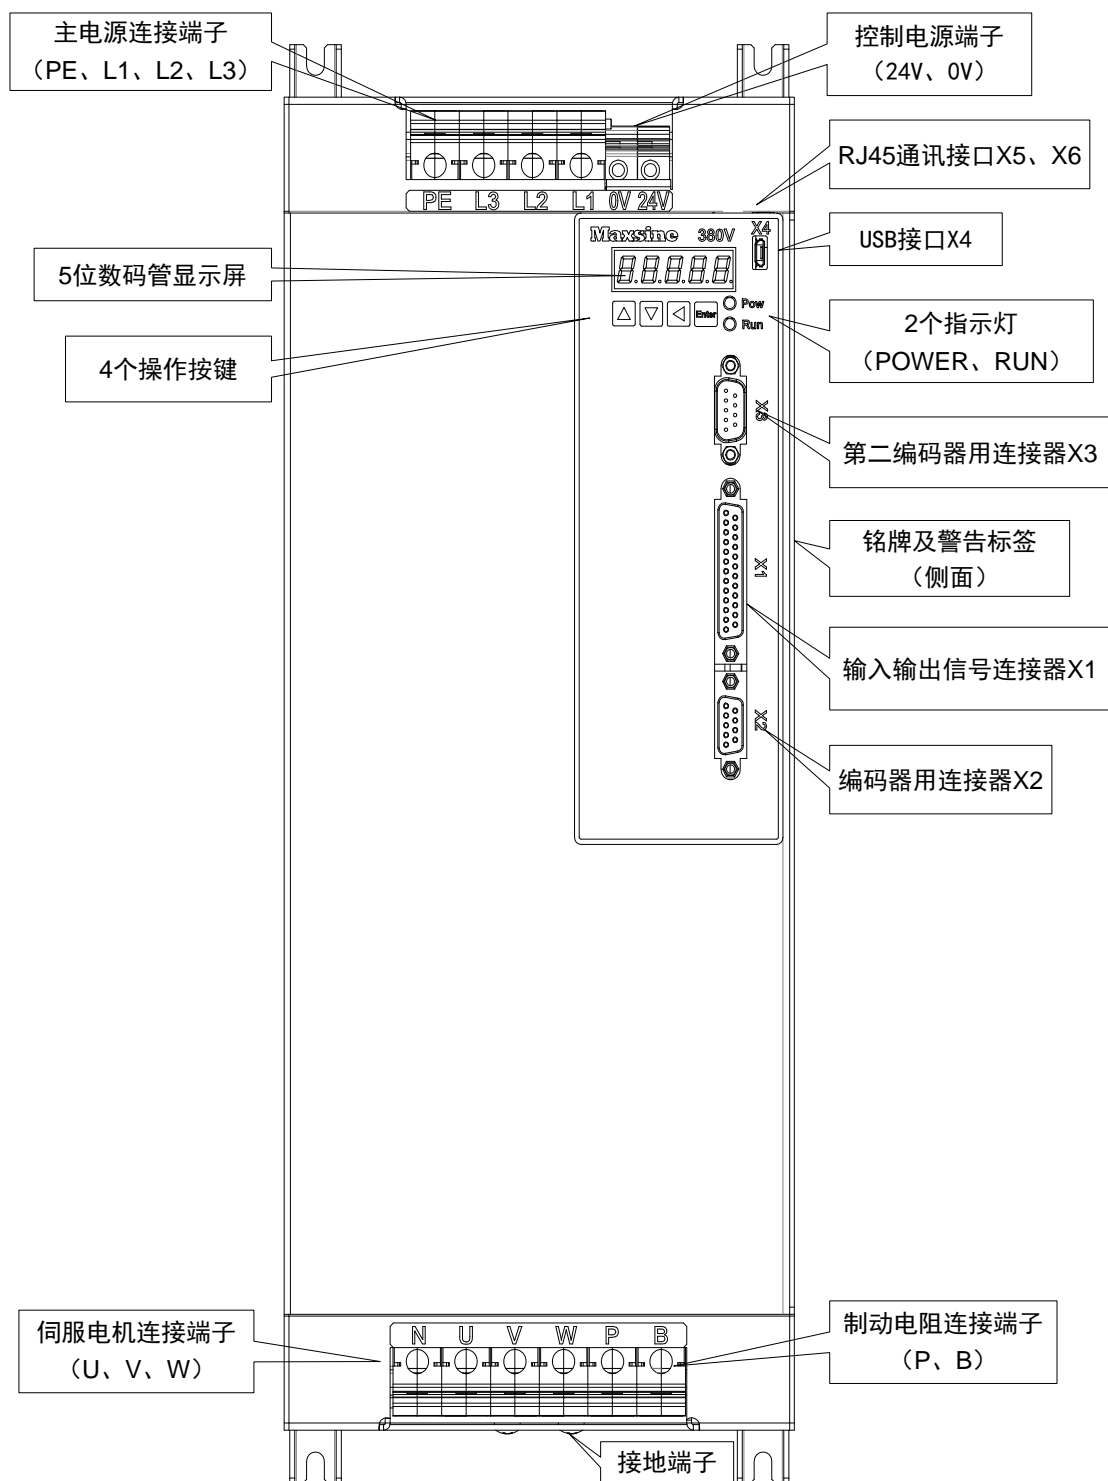 主电源连接端子
（PE、L1、L2、L3）
控制电源端子
（24V、0V）
RJ45通讯接口X5、X6
PE L3 L2 L1 0V 24V
Maxsine 380V X4
USB接口X4
5位数码管显示屏
8.8.8.8.8.
Pow
Enter
Run
2个指示灯
（POWER、RUN）
4个操作按键
X3
第二编码器用连接器X3
铭牌及警告标签
（侧面）
X1
输入输出信号连接器X1
X2
编码器用连接器X2
伺服电机连接端子
（U、V、W）
N U V W P B
制动电阻连接端子
（P、B）
接地端子